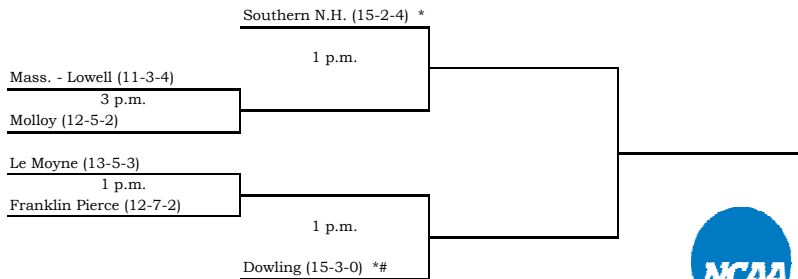 Southern N.H. (15-2-4) *
1 p.m.
Mass. - Lowell (11-3-4)
3 p.m.
Molloy (12-5-2)
Le Moyne (13-5-3)
1 p.m.
Franklin Pierce (12-7-2)
1 p.m.
Dowling (15-3-0) *#
NCAA